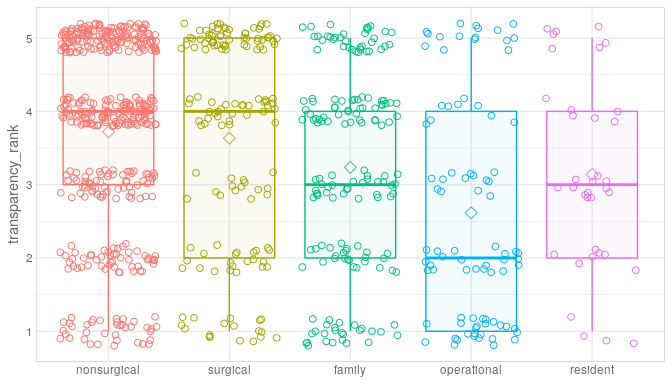 transparency_rank
5
4
3
2
1
nonsurgical
surgical
family
operational
resident